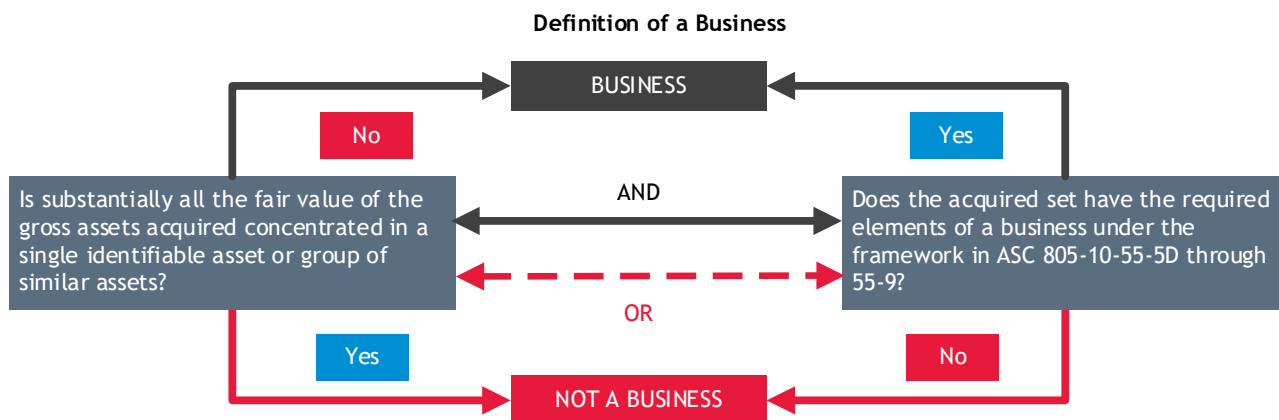 Definition of a Business
BUSINESS
No
Yes
Is substantially all the fair value of the
gross assets acquired concentrated in a
single identifiable asset or group of
similar assets?
AND
OR
Does the acquired set have the required
elements of a business under the
framework in ASC 805-10-55-5D through
55-9?
Yes
No
NOT A BUSINESS